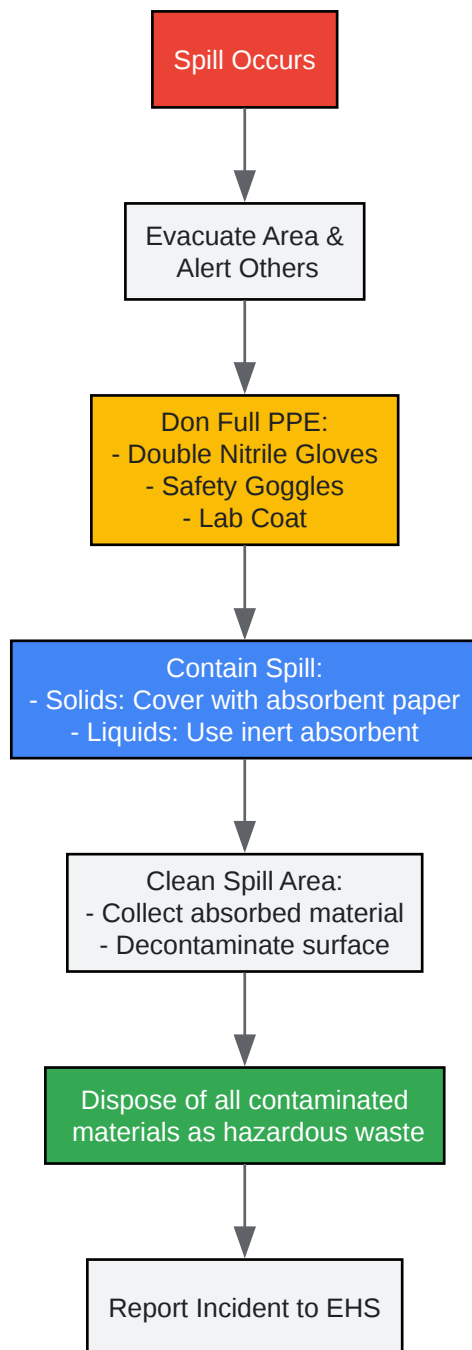 Spill Occurs
Evacuate Area &
Alert Others
Don Full PPE:
- Double Nitrile Gloves
- Safety Goggles
- Lab Coat
Contain Spill:
- Solids: Cover with absorbent paper
- Liquids: Use inert absorbent
Clean Spill Area:
- Collect absorbed material
- Decontaminate surface
Dispose of all contaminated
materials as hazardous waste
Report Incident to EHS